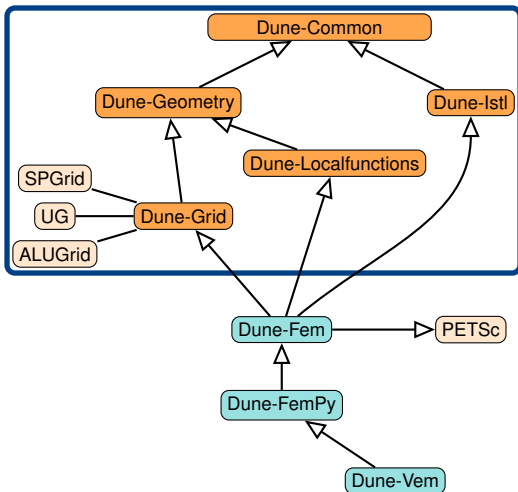 Dune-Common
Dune-Geometry
Dune-Istl
Dune-Localfunctions
SPGrid
UG
Dune-Grid
ALUGrid
Dune-Fem
PETSc
Dune-FemPy
Dune-Vem